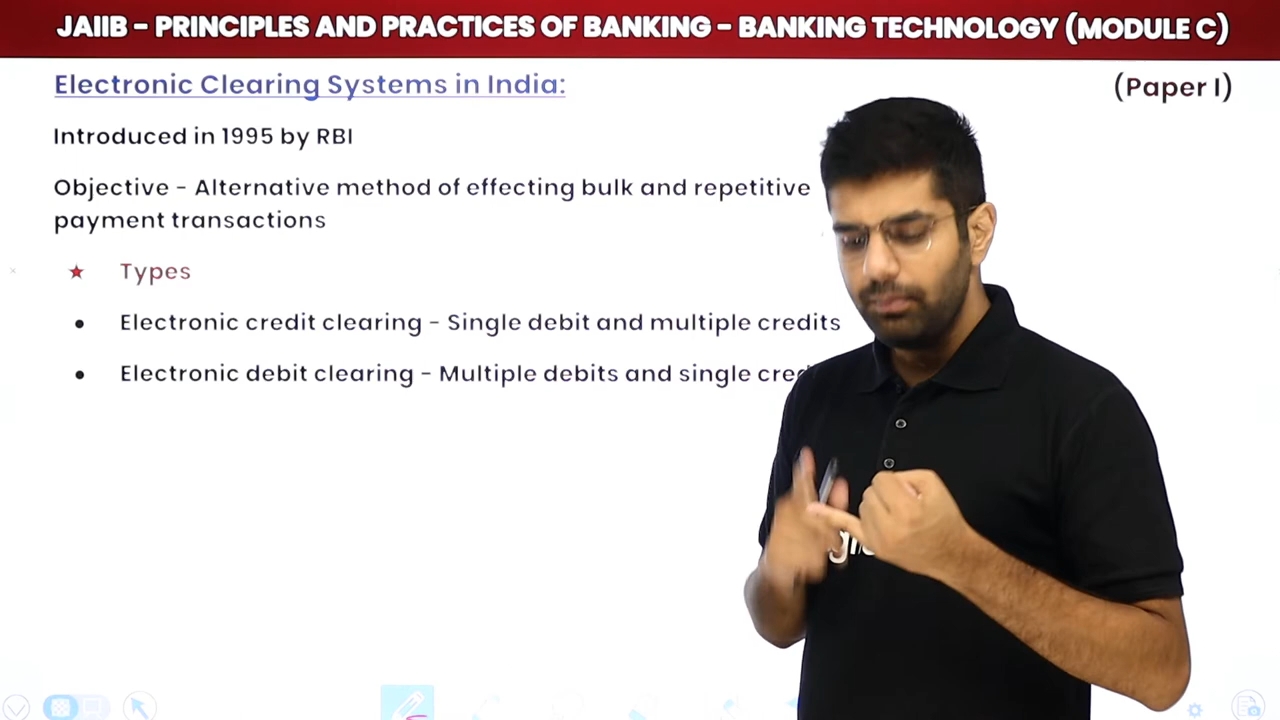 JAIIB – PRINCIPLES AND PRACTICES OF BANKING – BANKING TECHNOLOGY (MODULE C)
Electronic Clearing Systems in India:
(Paper I)
Introduced in 1995 by RBI
Objective - Alternative method of effecting bulk and repetitive
payment transactions
★ Types
● Electronic credit clearing - Single debit and multiple credits
● Electronic debit clearing - Multiple debits and single